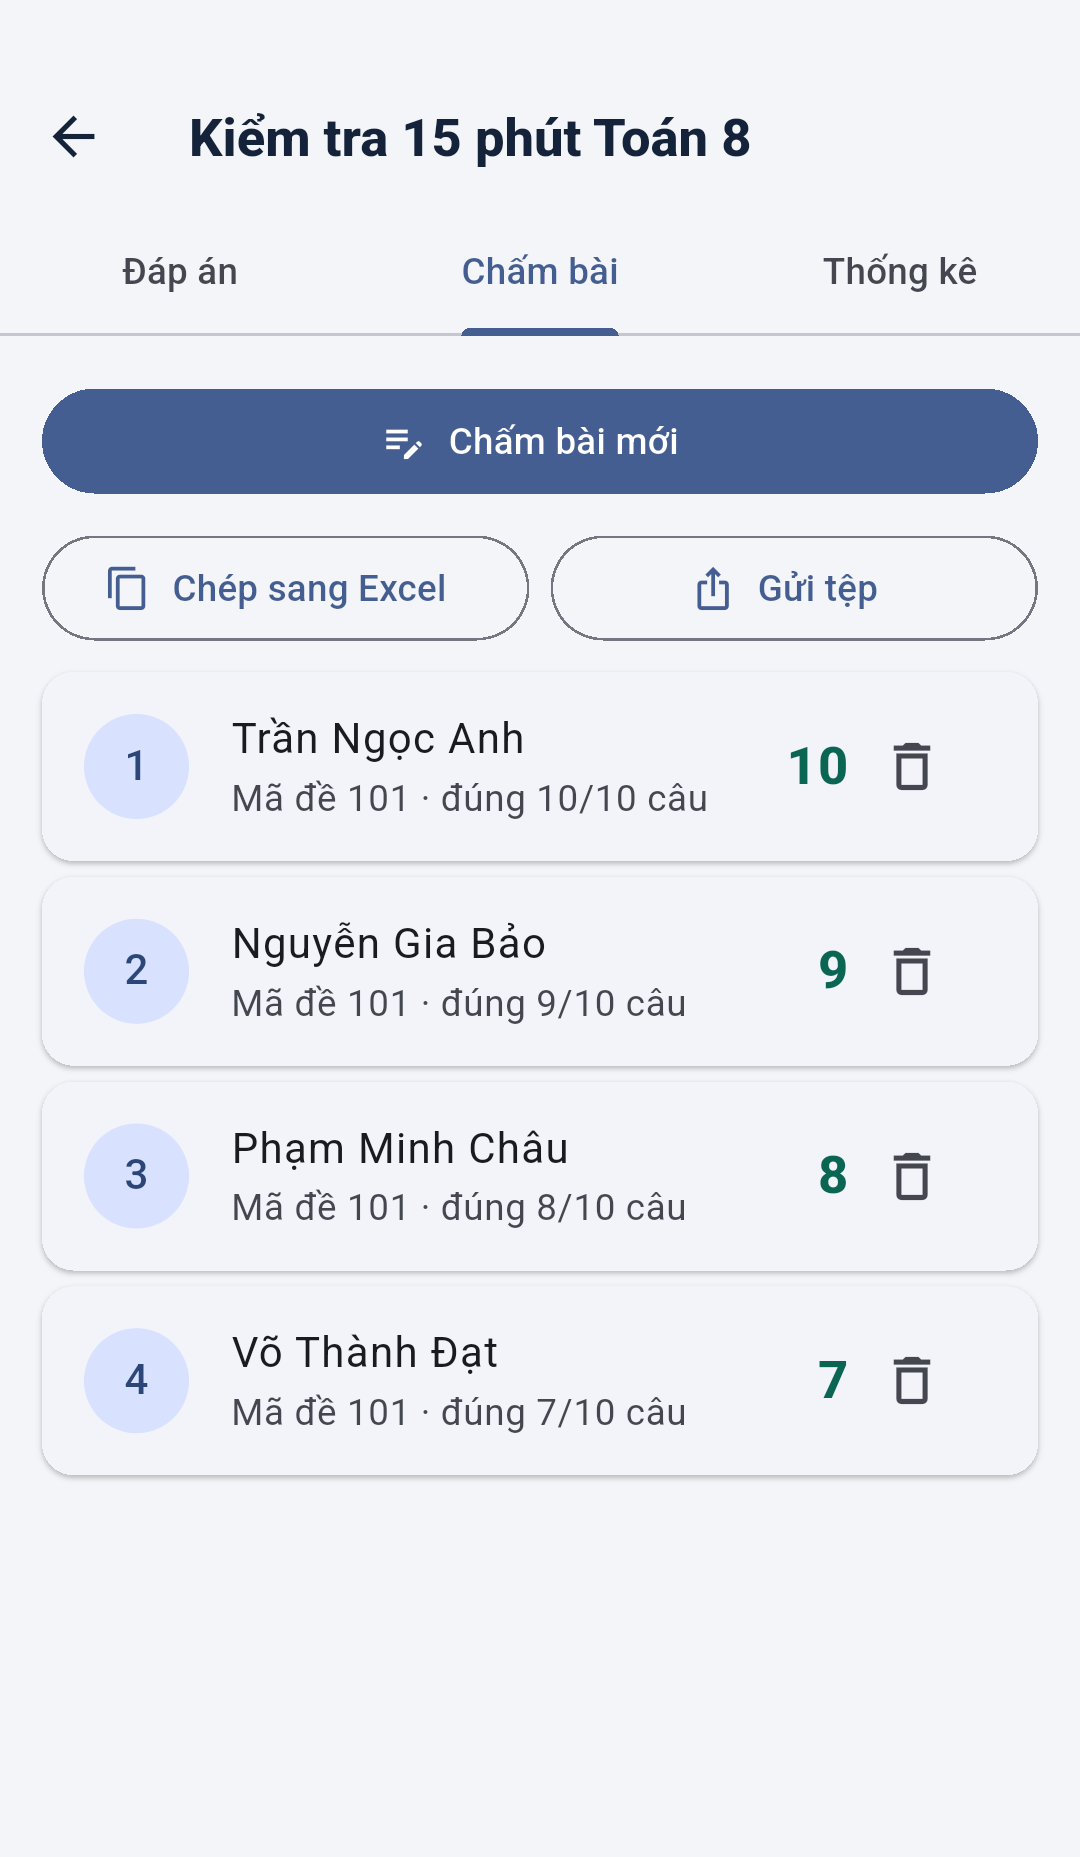 Kiểm tra 15 phút Toán 8
Đáp án
Chấm bài
Thống kê
Chấm bài mới
Chép sang Excel
Gửi tệp
1
Trần Ngọc Anh
Mã đề 101 · đúng 10/10 câu
10
2
Nguyễn Gia Bảo
Mã đề 101 · đúng 9/10 câu
9
3
Phạm Minh Châu
Mã đề 101 · đúng 8/10 câu
8
4
Võ Thành Đạt
Mã đề 101 · đúng 7/10 câu
7